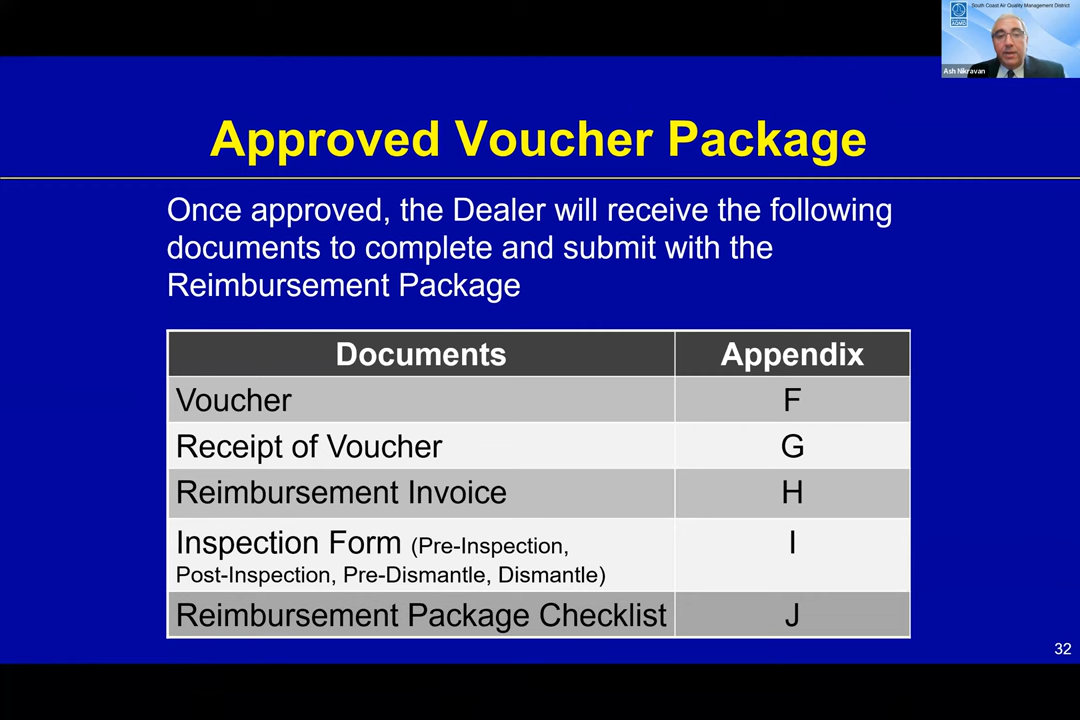 South Coast Air Quality Management District
AQMD
Ash Nikravan
Approved Voucher Package
Once approved, the Dealer will receive the following
documents to complete and submit with the
Reimbursement Package
Documents Appendix
Voucher F
Receipt of Voucher G
Reimbursement Invoice H
Inspection Form (Pre-Inspection, I
Post-Inspection, Pre-Dismantle, Dismantle)
Reimbursement Package Checklist J
32